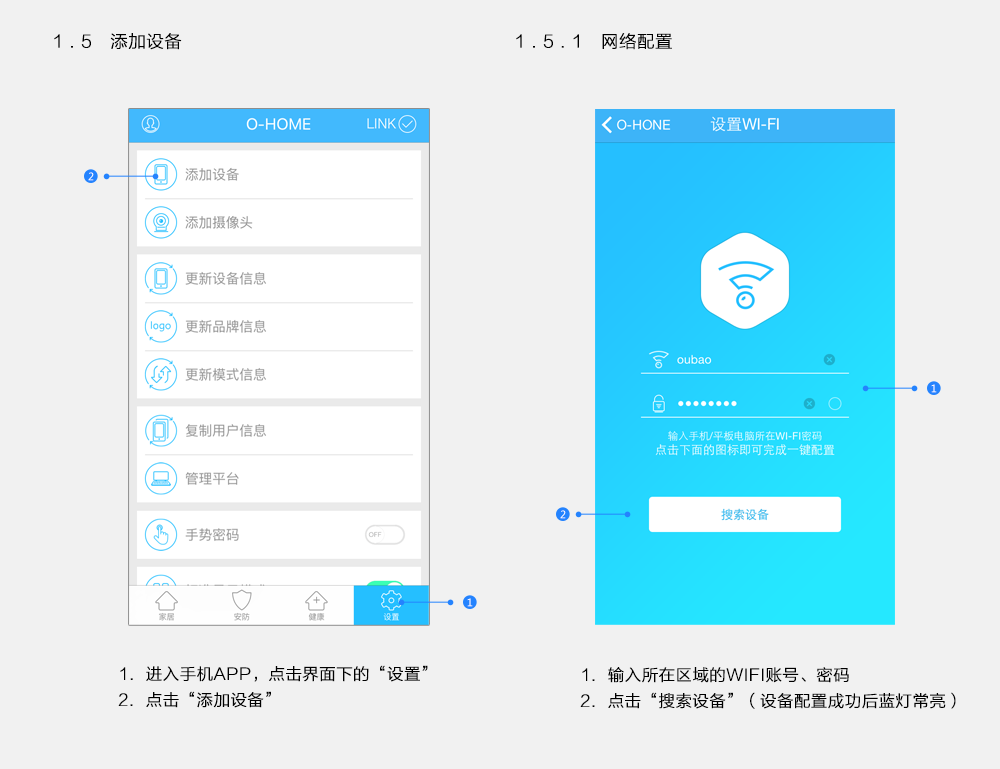 1.5 添加设备
O-HOME
LINK
2
添加设备
添加摄像头
更新设备信息
logo
更新品牌信息
更新模式信息
复制用户信息
管理平台
手势密码
OFF
家居
安防
健康
设置
1
1. 进入手机APP，点击界面下的“设置”
2. 点击“添加设备”
1.5.1 网络配置
O-HONE
设置WI-FI
oubao
●●●●●●●●
1
输入手机/平板电脑所在WI-FI密码
点击下面的图标即可完成一键配置
2
搜索设备
1. 输入所在区域的WIFI账号、密码
2. 点击“搜索设备”（设备配置成功后蓝灯常亮）